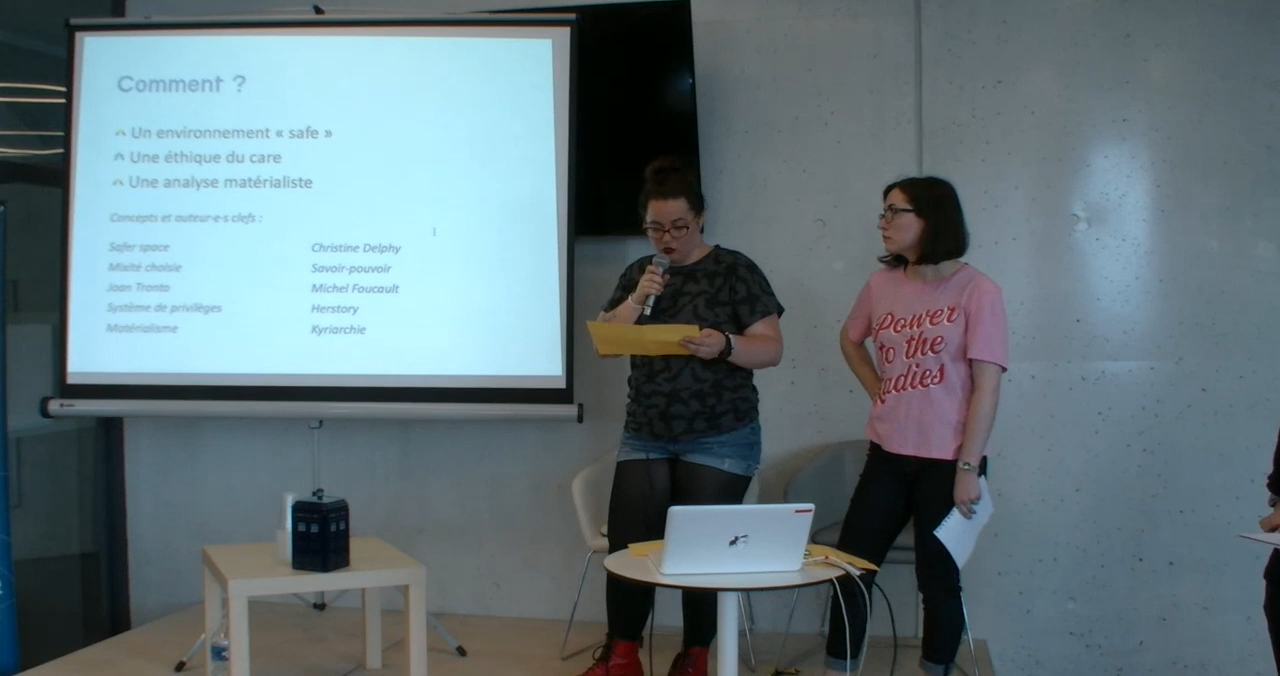 Comment ?
Un environnement « safe »
Une éthique du care
Une analyse matérialiste
Concepts et auteur·e·s clefs :
Safer space
Christine Delphy
Mixité choisie
Savoir-pouvoir
Joan Tronto
Michel Foucault
Système de privilèges
Herstory
Matérialisme
Kyriarchie
Power
to the
Ladies